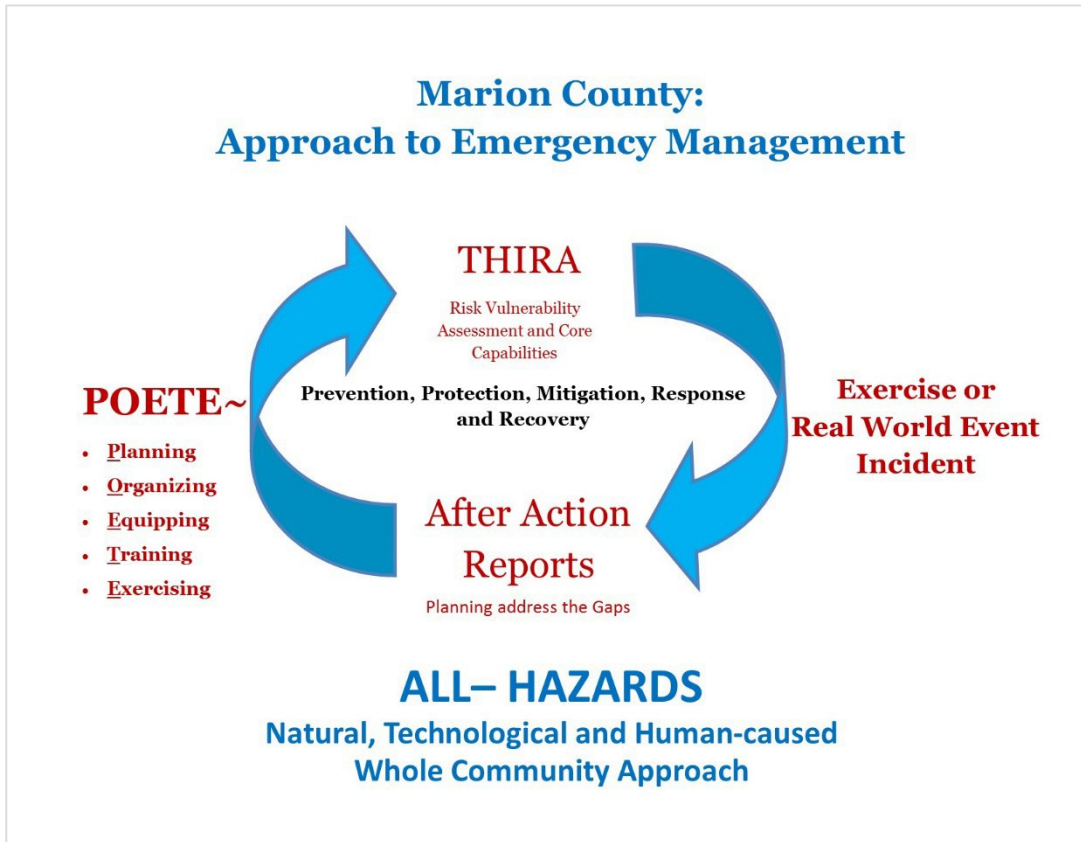 Marion County:
Approach to Emergency Management
THIRA
Risk Vulnerability
Assessment and Core
Capabilities
Prevention, Protection, Mitigation, Response
and Recovery
POETE~
• Planning
• Organizing
• Equipping
• Training
• Exercising
Exercise or
Real World Event
Incident
After Action
Reports
Planning address the Gaps
ALL– HAZARDS
Natural, Technological and Human-caused
Whole Community Approach